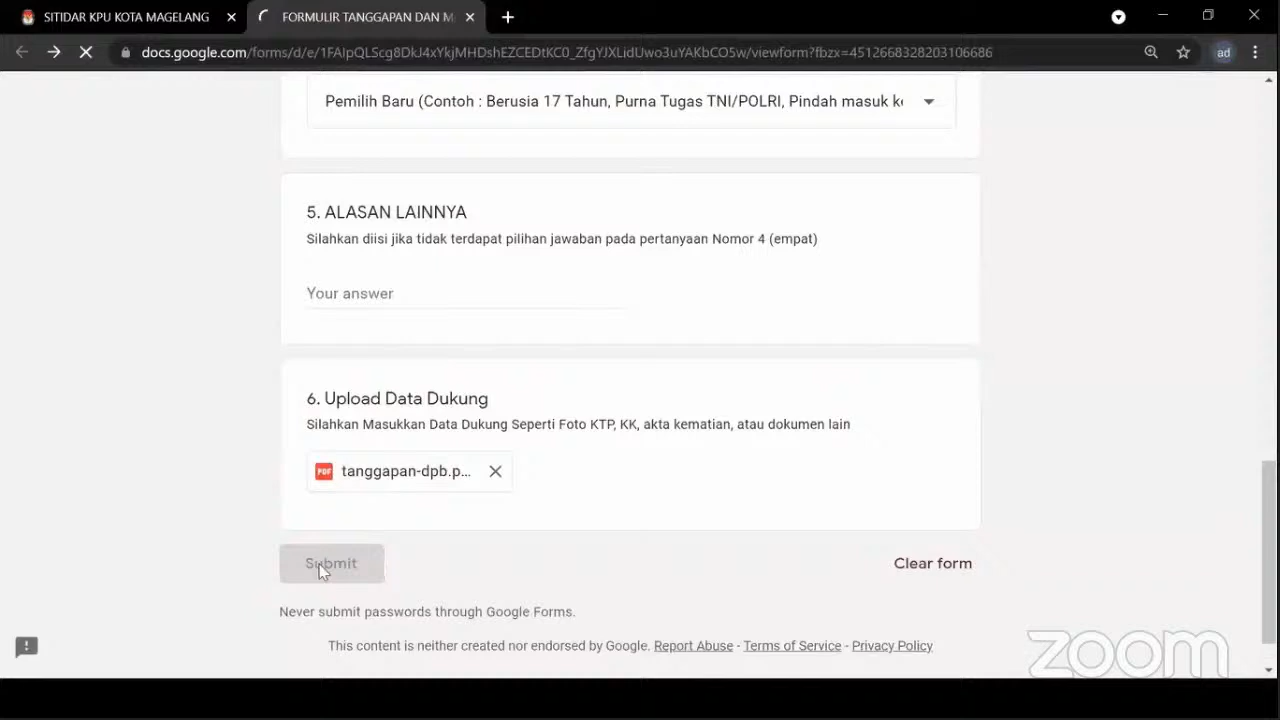 SITIDAR KPU KOTA MAGELANG
FORMULIR TANGGAPAN DAN M
docs.google.com/forms/d/e/1FAIpQLScg8DkJ4xYkjMHDshEZCEDtKC0_ZfgYJXLidUwo3uYAKbCO5w/viewform?fbzx=4512668328203106686
ad
Pemilih Baru (Contoh : Berusia 17 Tahun, Purna Tugas TNI/POLRI, Pindah masuk ke
5. ALASAN LAINNYA
Silahkan diisi jika tidak terdapat pilihan jawaban pada pertanyaan Nomor 4 (empat)
Your answer
6. Upload Data Dukung
Silahkan Masukkan Data Dukung Seperti Foto KTP, KK, akta kematian, atau dokumen lain
PDF tanggapan-dpb.p...
Submit
Clear form
Never submit passwords through Google Forms.
This content is neither created nor endorsed by Google. Report Abuse - Terms of Service - Privacy Policy
zoom